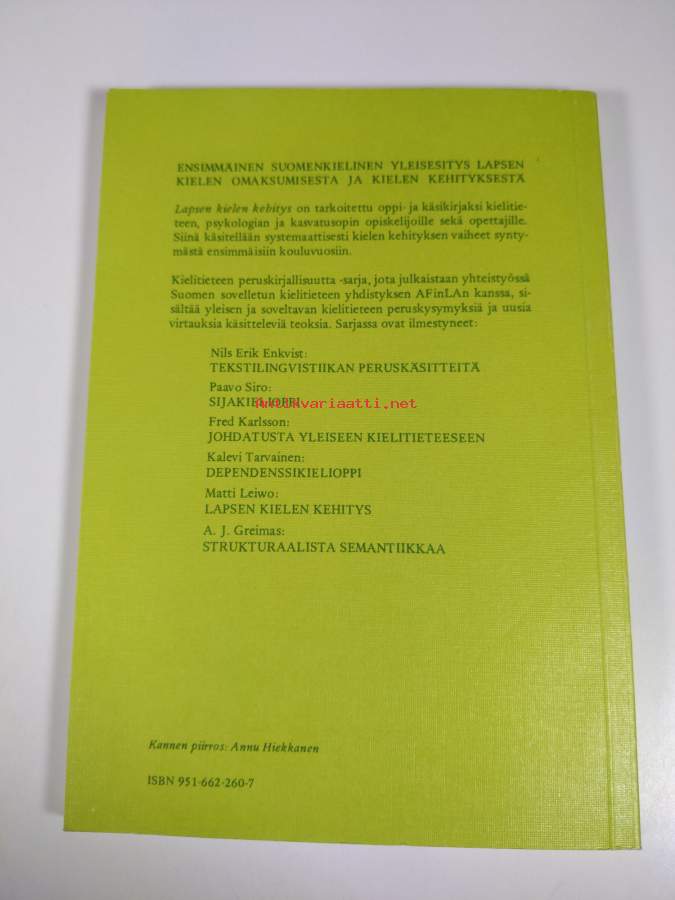 ENSIMMÄINEN SUOMENKIELINEN YLEISESITYS LAPSEN
KIELEN OMAKSUMISESTA JA KIELEN KEHITYKSESTÄ
Lapsen kielen kehitys on tarkoitettu oppi- ja käsikirjaksi kielitie-
teen, psykologian ja kasvatusopin opiskelijoille sekä opettajille.
Siinä käsitellään systemaattisesti kielen kehityksen vaiheet synty-
mästä ensimmäisiin kouluvuosiin.
Kielitieteen peruskirjallisuutta -sarja, jota julkaistaan yhteistyössä
Suomen sovelletun kielitieteen yhdistyksen AFinLAn kanssa, si-
sältää yleisen ja soveltavan kielitieteen peruskysymyksiä ja uusia
virtauksia käsitteleviä teoksia. Sarjassa ovat ilmestyneet:
Nils Erik Enkvist:
TEKSTILINGVISTIIKAN PERUSKÄSITTEITÄ
Paavo Siro:
SIJAKIELIOPPI
antikvariaatti.net
Fred Karlsson:
JOHDATUSTA YLEISEEN KIELITIETEESEEN
Kalevi Tarvainen:
DEPENDENSSIKIELIOPPI
Matti Leiwo:
LAPSEN KIELEN KEHITYS
A. J. Greimas:
STRUKTURAALISTA SEMANTIIKKAA
Kannen piirros: Annu Hiekkanen
ISBN 951-662-260-7